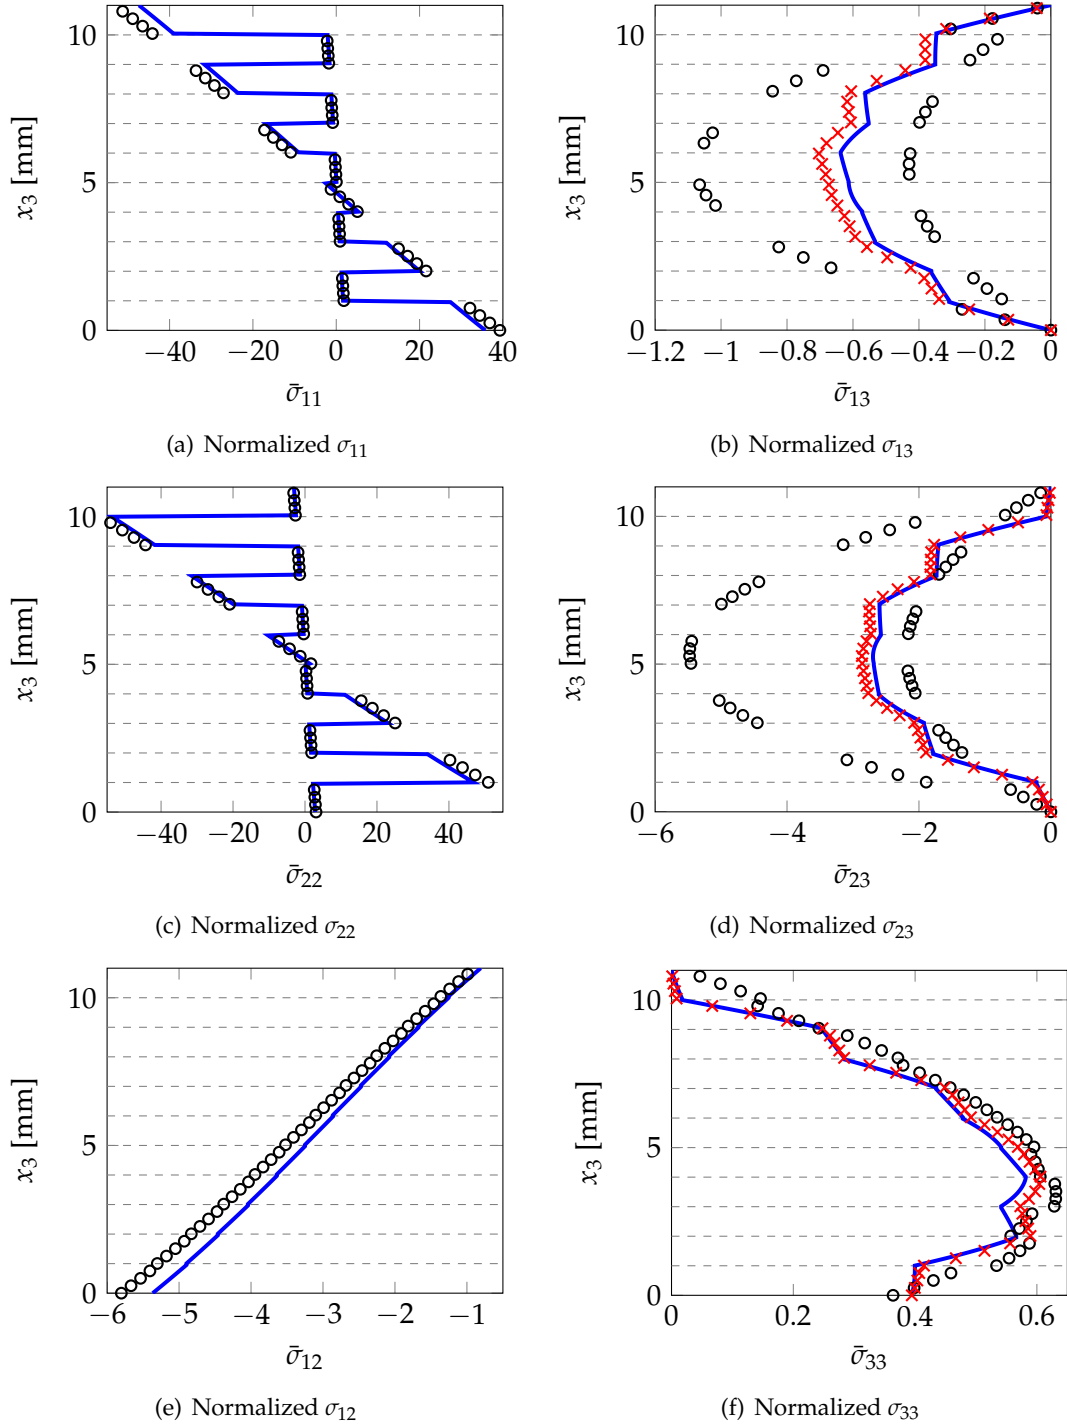 10
5
0
x₃ [mm]
−40 −20 0 20 40
σ̄₁₁
(a) Normalized σ₁₁
10
5
0
x₃ [mm]
−1.2 −1 −0.8 −0.6 −0.4 −0.2 0
σ̄₁₃
(b) Normalized σ₁₃
10
5
0
x₃ [mm]
−40 −20 0 20 40
σ̄₂₂
(c) Normalized σ₂₂
10
5
0
x₃ [mm]
−6 −4 −2 0
σ̄₂₃
(d) Normalized σ₂₃
10
5
0
x₃ [mm]
−6 −5 −4 −3 −2 −1
σ̄₁₂
(e) Normalized σ₁₂
10
5
0
x₃ [mm]
0 0.2 0.4 0.6
σ̄₃₃
(f) Normalized σ₃₃